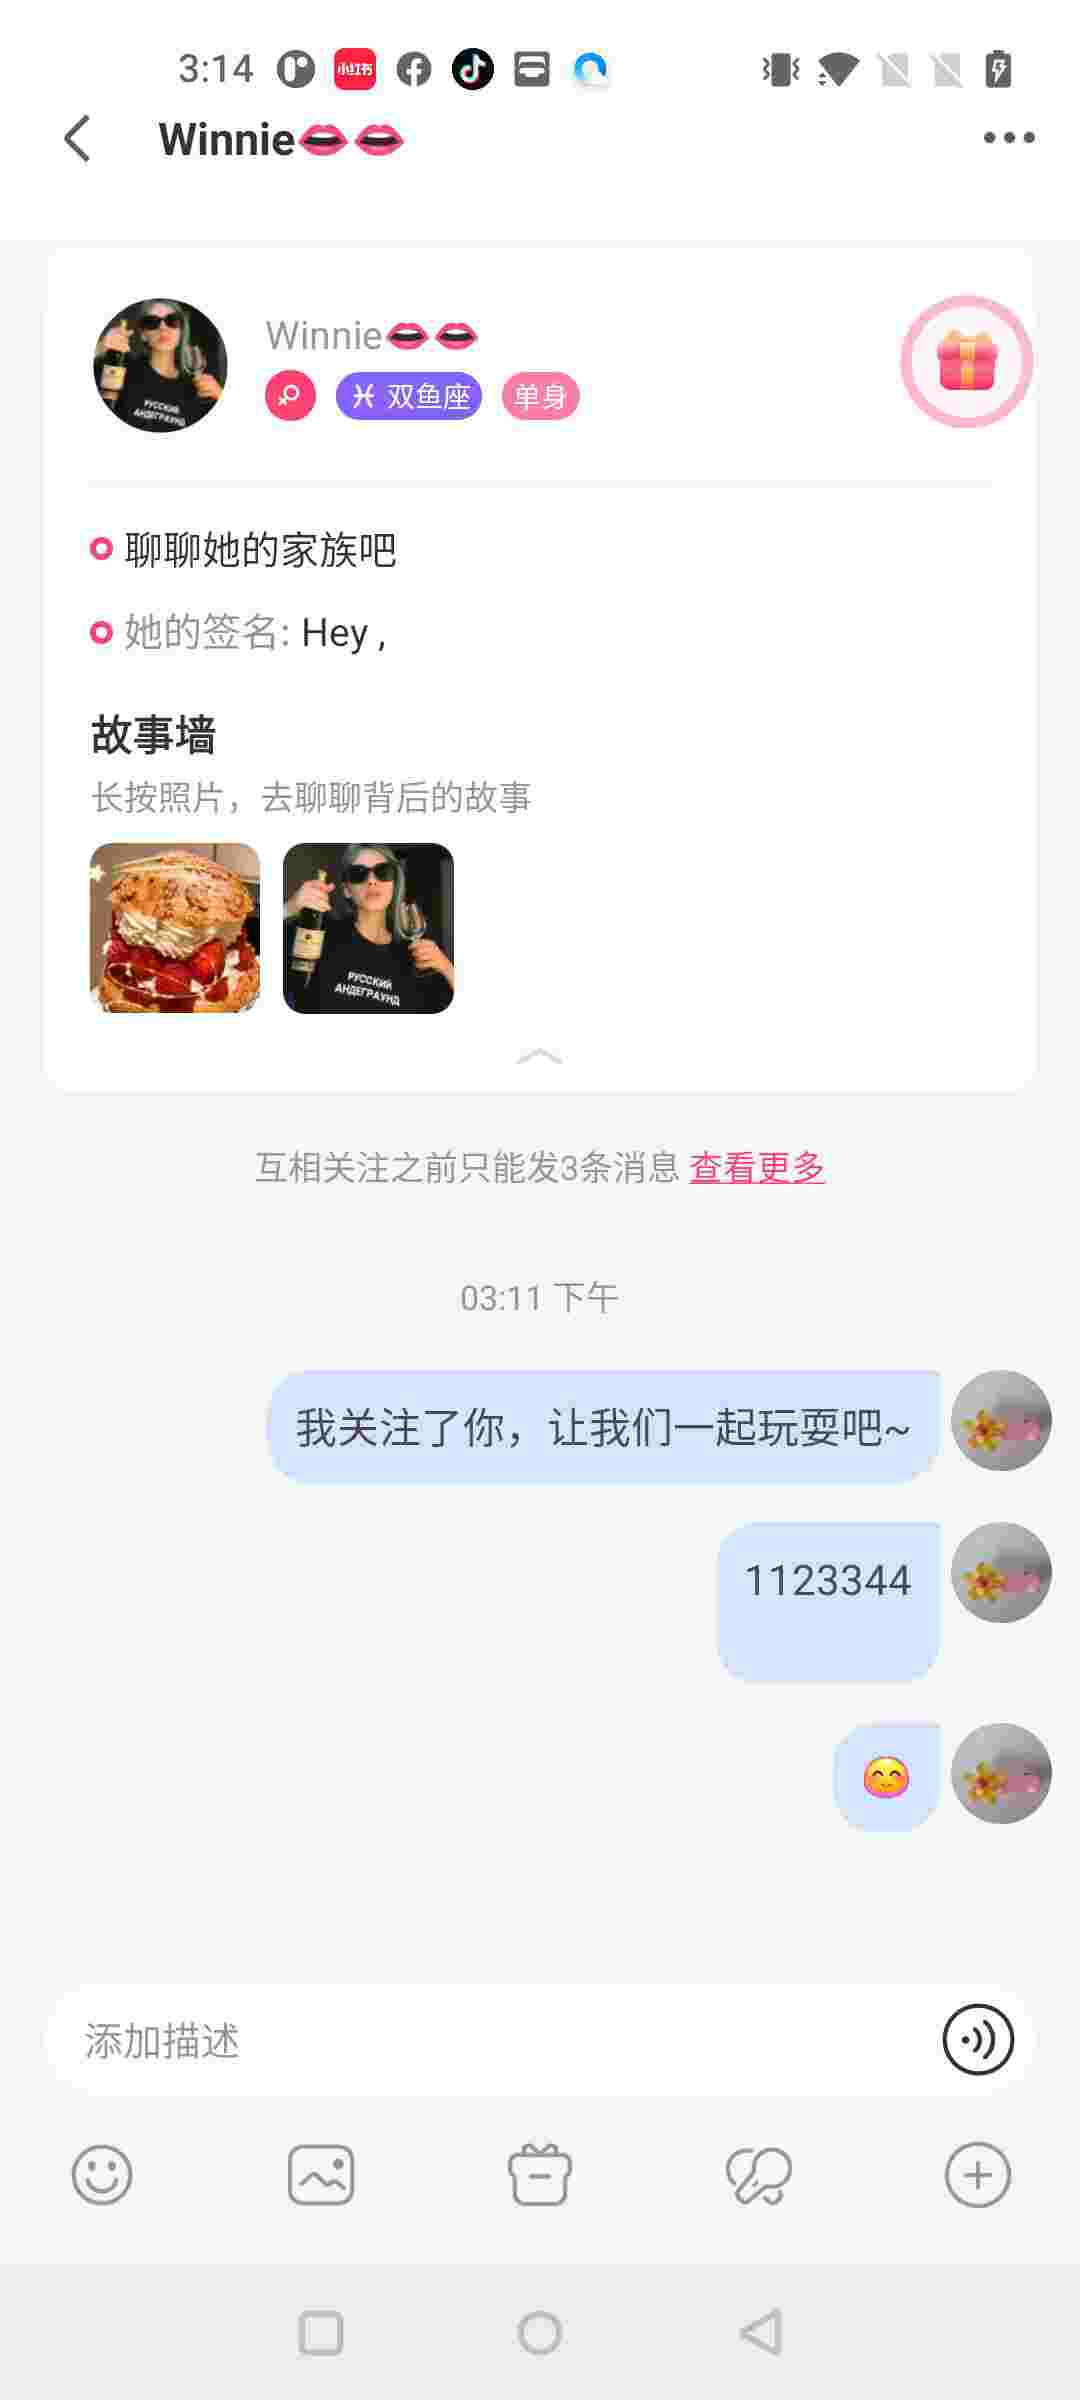 3:14
小红书
Winnie👄👄
Winnie👄👄
双鱼座 单身
聊聊她的家族吧
她的签名: Hey ,
故事墙
长按照片，去聊聊背后的故事
РУССКИЙ
АНДЕГРАУНД
互相关注之前只能发3条消息 查看更多
03:11 下午
我关注了你，让我们一起玩耍吧~
1123344
😊
添加描述